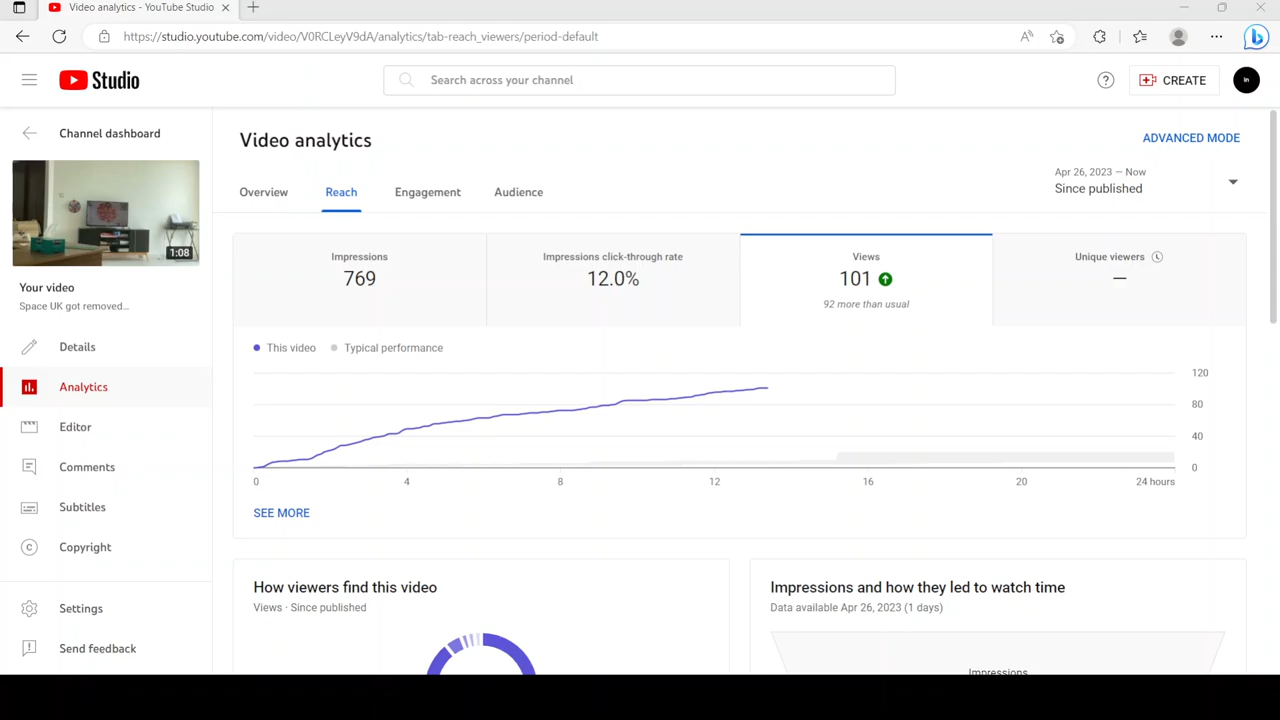 Video analytics - YouTube Studio
https://studio.youtube.com/video/V0RCLeyV9dA/analytics/tab-reach_viewers/period-default
Studio
Search across your channel
CREATE
in
Channel dashboard
1:08
Your video
Space UK got removed...
Details
Analytics
Editor
Comments
Subtitles
Copyright
Settings
Send feedback
Video analytics
ADVANCED MODE
Overview Reach Engagement Audience
Apr 26, 2023 – Now
Since published
Impressions
769
Impressions click-through rate
12.0%
Views
101
92 more than usual
Unique viewers
—
This video Typical performance
120
80
40
0
0 4 8 12 16 20 24 hours
SEE MORE
How viewers find this video
Views · Since published
Impressions and how they led to watch time
Data available Apr 26, 2023 (1 days)
Impressions